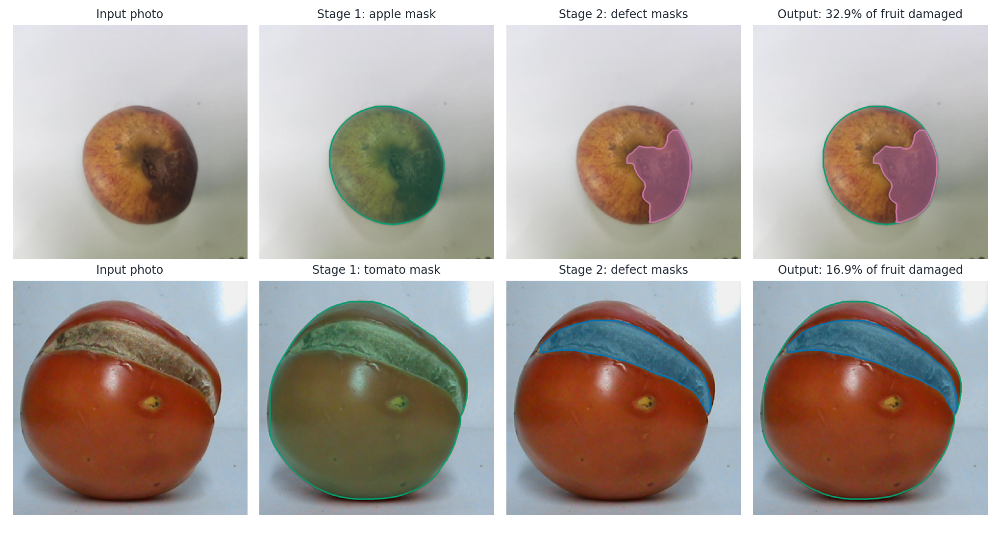 Input photo
Stage 1: apple mask
Stage 2: defect masks
Output: 32.9% of fruit damaged
Input photo
Stage 1: tomato mask
Stage 2: defect masks
Output: 16.9% of fruit damaged